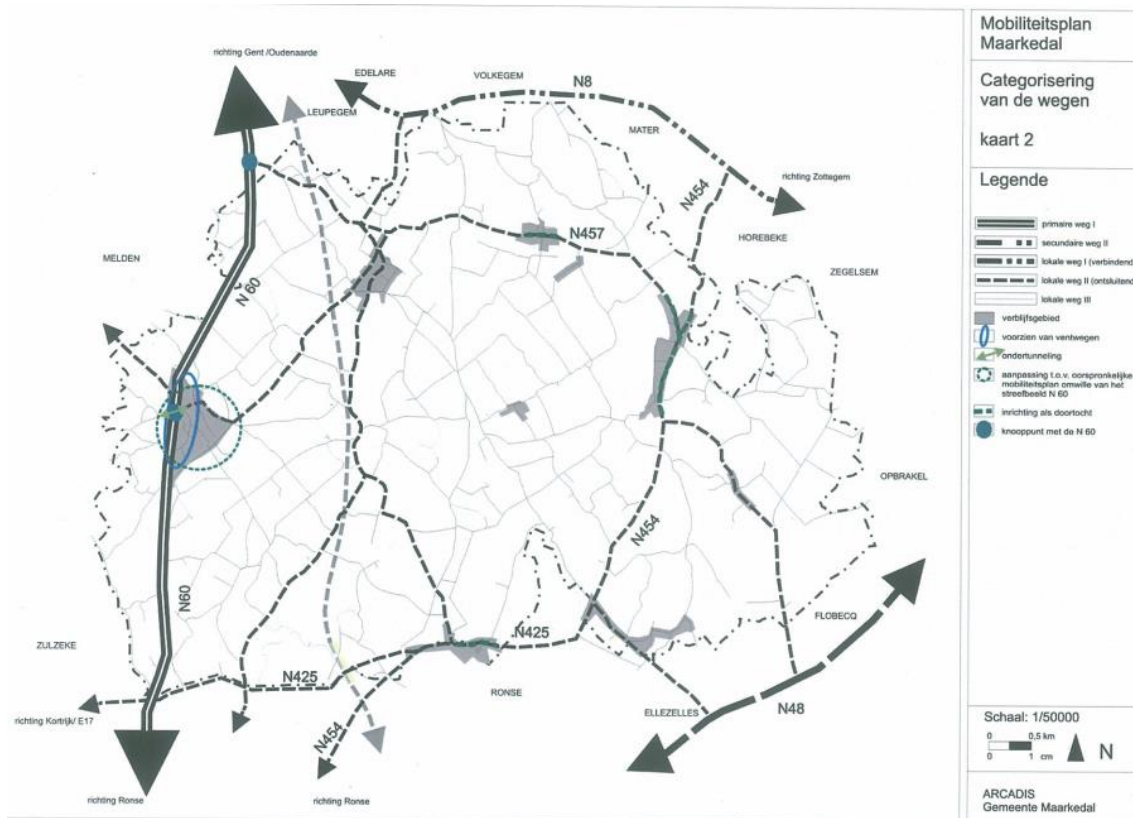 richting Gent /Oudenaarde
EDELARE
VOLKEGEM
N8
LEUPEGEM
MATER
richting Zottegem
N454
N457
HOREBEKE
MELDEN
ZEGELSEM
N 60
OPBRAKEL
N454
N60
FLOBECQ
N425
ZULZEKE
N425
RONSE
N48
ELLEZELLES
richting Kortrijk/ E17
N454
richting Ronse
richting Ronse
Mobiliteitsplan
Maarkedal
Categorisering
van de wegen
kaart 2
Legende
primaire weg I
secundaire weg II
lokale weg I (verbindend
lokale weg II (ontsluitend
lokale weg III
verblijfsgebied
voorzien van ventwegen
ondertunneling
aanpassing t.o.v. oorspronkelijke
mobiliteitsplan omwille van het
streefbeeld N 60
inrichting als doortocht
knooppunt met de N 60
Schaal: 1/50000
0 0,5 km
0 1 cm
N
ARCADIS
Gemeente Maarkedal